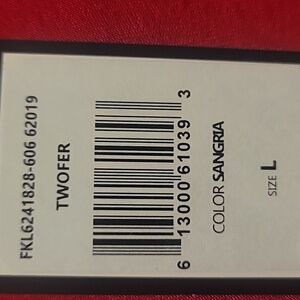 FKL6241828-606 62019
TWOFER
6 13000 61039 3
COLOR SANGRIA
SIZE L